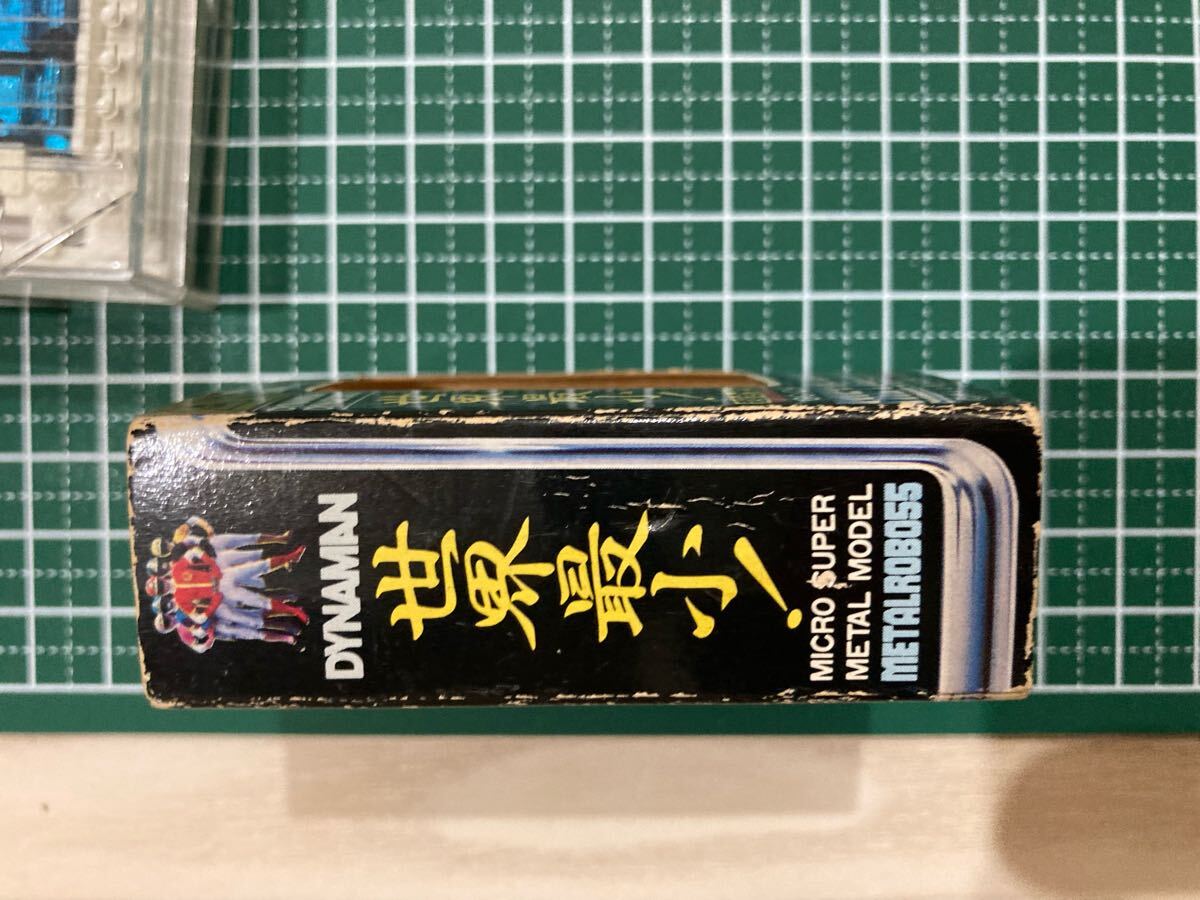 DYNAMAN
世界最小!
MICRO SUPER
METAL MODEL
METALROBO55